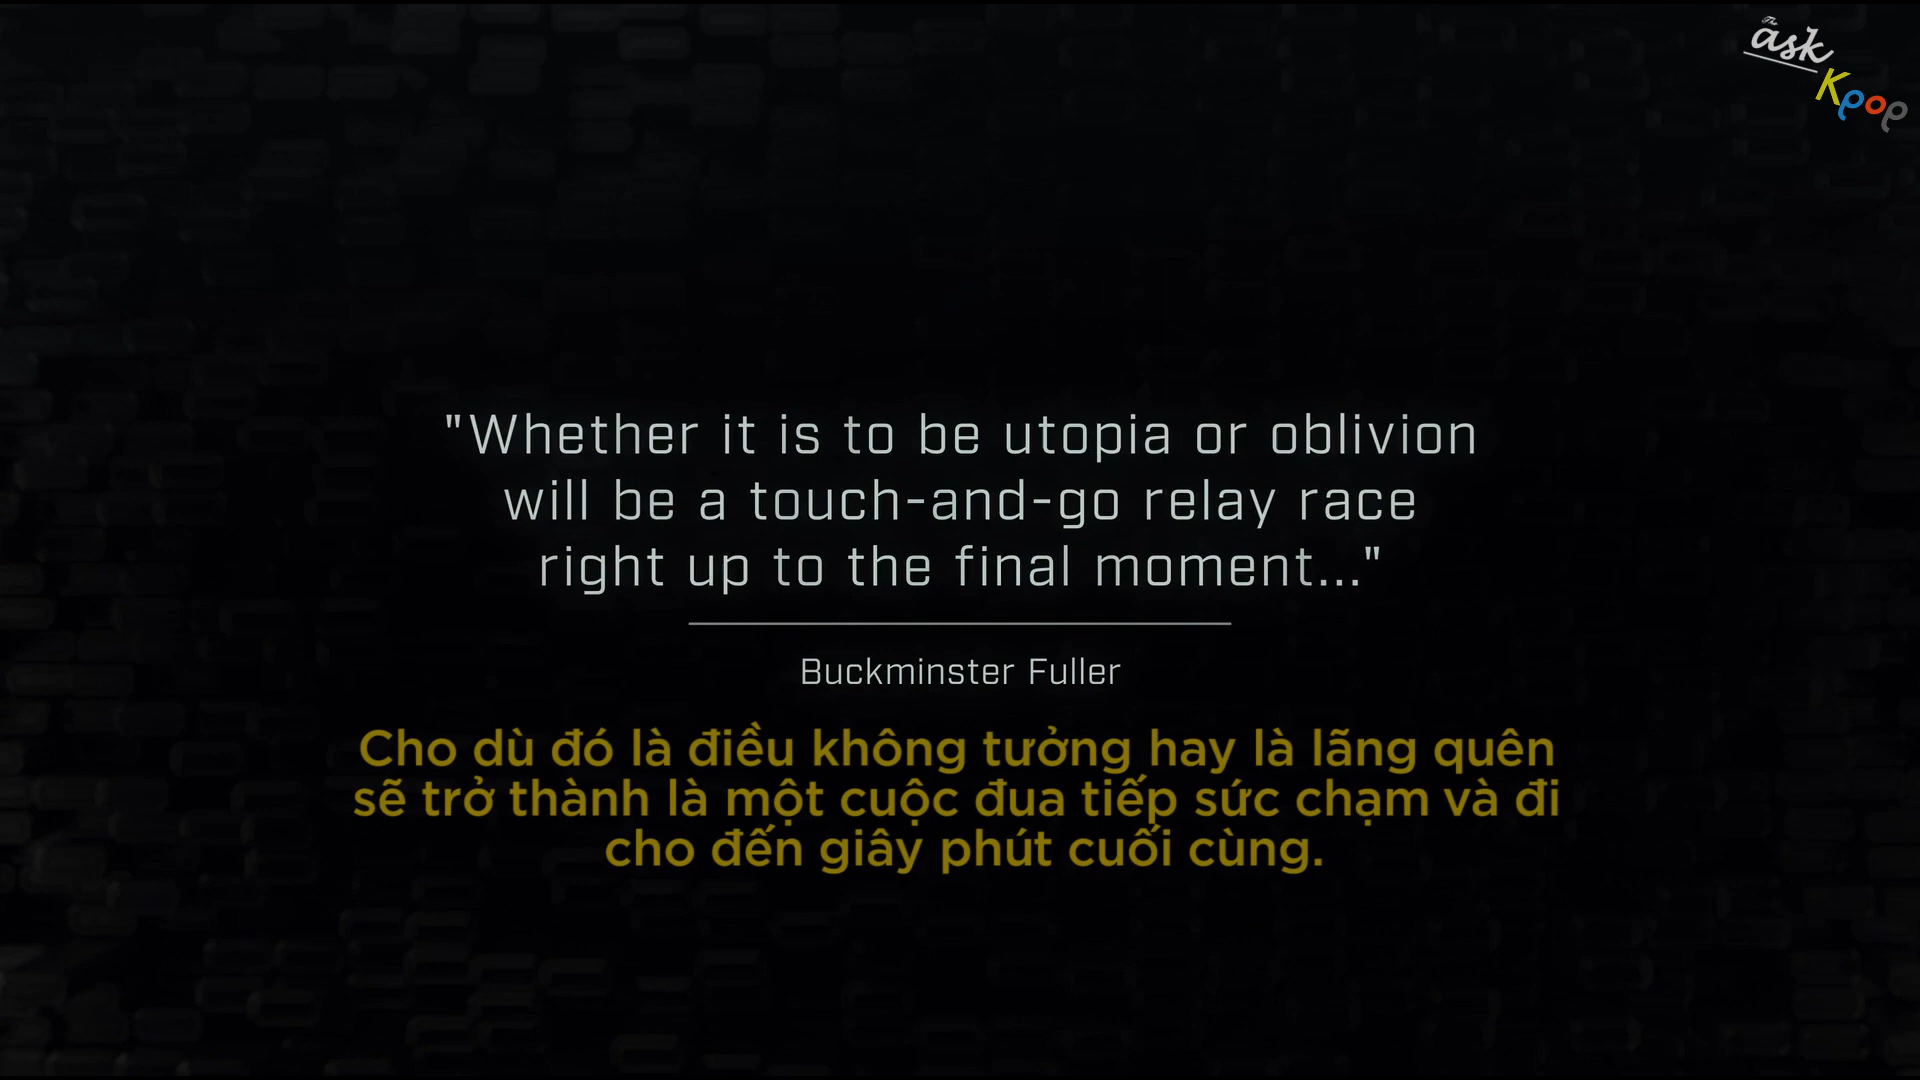 The
ask
Kpop
"Whether it is to be utopia or oblivion
will be a touch-and-go relay race
right up to the final moment..."
Buckminster Fuller
Cho dù đó là điều không tưởng hay là lãng quên
sẽ trở thành là một cuộc đua tiếp sức chạm và đi
cho đến giây phút cuối cùng.